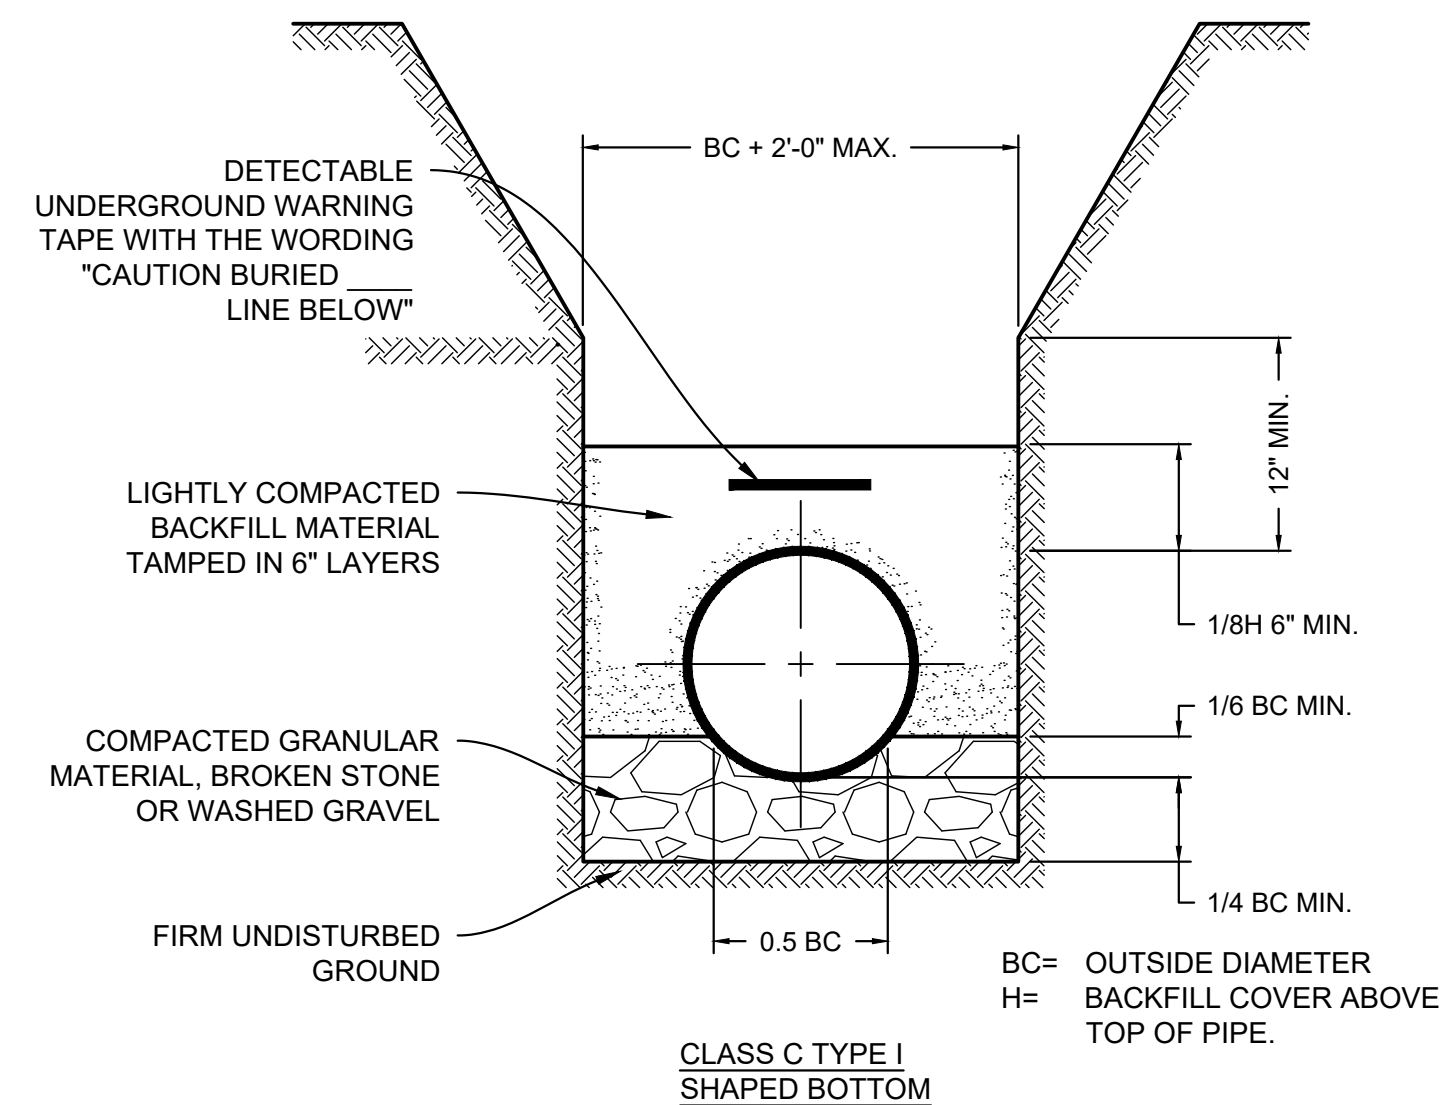 BC + 2'-0" MAX.
DETECTABLE
UNDERGROUND WARNING
TAPE WITH THE WORDING
"CAUTION BURIED ____
LINE BELOW"
12" MIN.
LIGHTLY COMPACTED
BACKFILL MATERIAL
TAMPED IN 6" LAYERS
1/8H 6" MIN.
1/6 BC MIN.
COMPACTED GRANULAR
MATERIAL, BROKEN STONE
OR WASHED GRAVEL
1/4 BC MIN.
FIRM UNDISTURBED
GROUND
0.5 BC
BC= OUTSIDE DIAMETER
H= BACKFILL COVER ABOVE
TOP OF PIPE.
CLASS C TYPE I
SHAPED BOTTOM